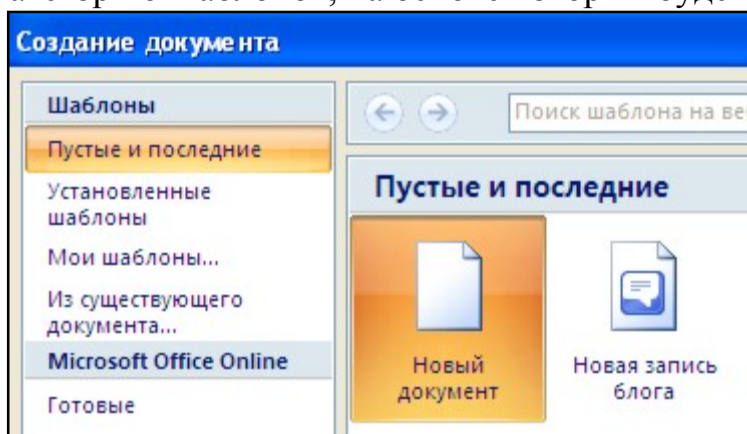 Создание документа
Шаблоны
Пустые и последние
Установленные
шаблоны
Мои шаблоны...
Из существующего
документа...
Microsoft Office Online
Готовые
Поиск шаблона на
Пустые и последние
Новый
документ
Новая запись
блога